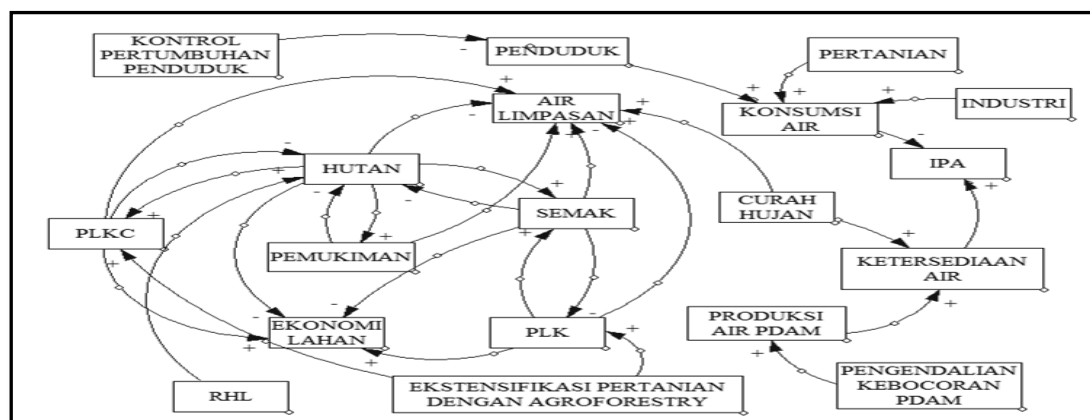 KONTROL
PERTUMBUHAN
PENDUDUK
PENDUDUK
PERTANIAN
AIR
LIMPASAN
KONSUMSI
AIR
INDUSTRI
HUTAN
IPA
SEMAK
CURAH
HUJAN
PLKC
PEMUKIMAN
KETERSEDIAAN
AIR
EKONOMI
LAHAN
PLK
PRODUKSI
AIR PDAM
RHL
EKSTENSIFIKASI PERTANIAN
DENGAN AGROFORESTRY
PENGENDALIAN
KEBOCORAN
PDAM